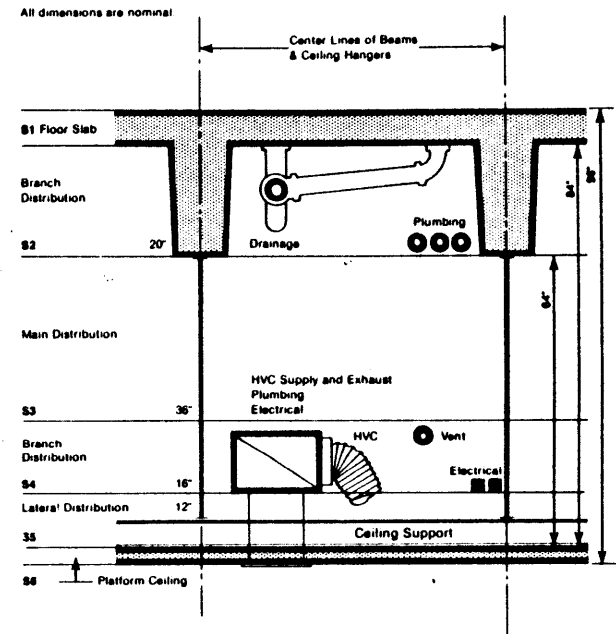 All dimensions are nominal
Center Lines of Beams
& Ceiling Hangers
S1 Floor Slab
Branch
Distribution
Plumbing
Drainage
S2 20"
84"
96"
64"
Main Distribution
HVC Supply and Exhaust
Plumbing
Electrical
S3 36"
Branch
Distribution
HVC
Vent
Electrical
S4 16"
Lateral Distribution 12"
Ceiling Support
S5
S6 Platform Ceiling